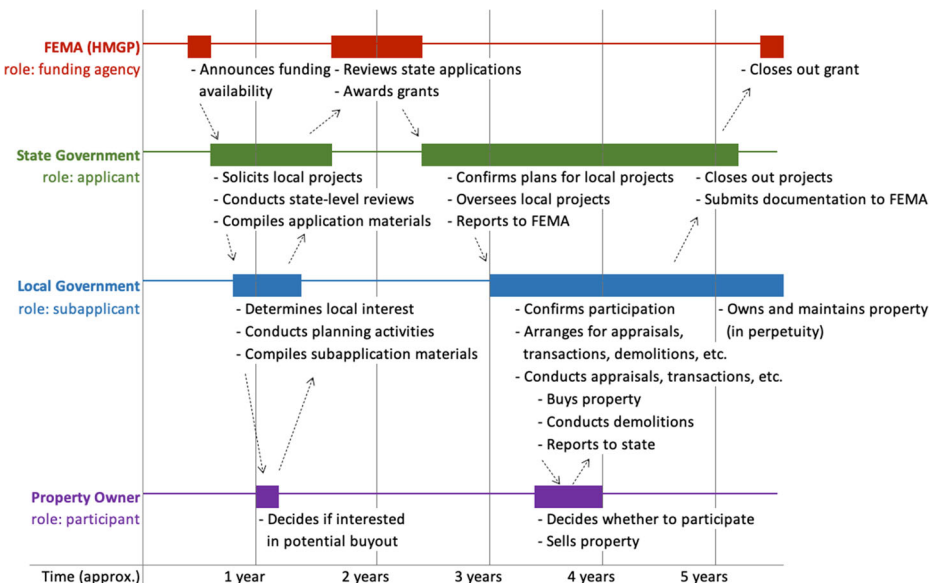 FEMA (HMGP)
role: funding agency
- Announces funding
availability
- Reviews state applications
- Awards grants
- Closes out grant
State Government
role: applicant
- Solicits local projects
- Conducts state-level reviews
- Compiles application materials
- Confirms plans for local projects
- Oversees local projects
- Reports to FEMA
- Closes out projects
- Submits documentation to FEMA
Local Government
role: subapplicant
- Determines local interest
- Conducts planning activities
- Compiles subapplication materials
- Confirms participation
- Arranges for appraisals,
transactions, demolitions, etc.
- Conducts appraisals, transactions, etc.
- Buys property
- Conducts demolitions
- Reports to state
- Owns and maintains property
(in perpetuity)
Property Owner
role: participant
- Decides if interested
in potential buyout
- Decides whether to participate
- Sells property
Time (approx.) 1 year 2 years 3 years 4 years 5 years